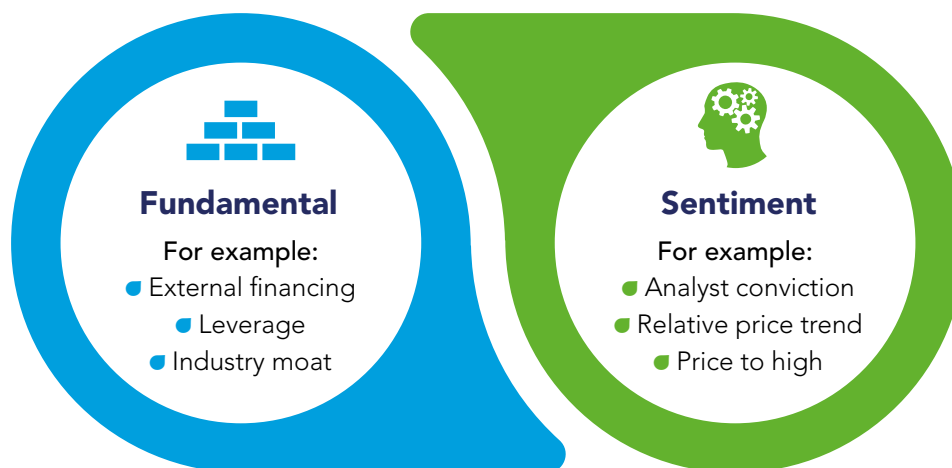 Fundamental
For example:
External financing
Leverage
Industry moat
Sentiment
For example:
Analyst conviction
Relative price trend
Price to high